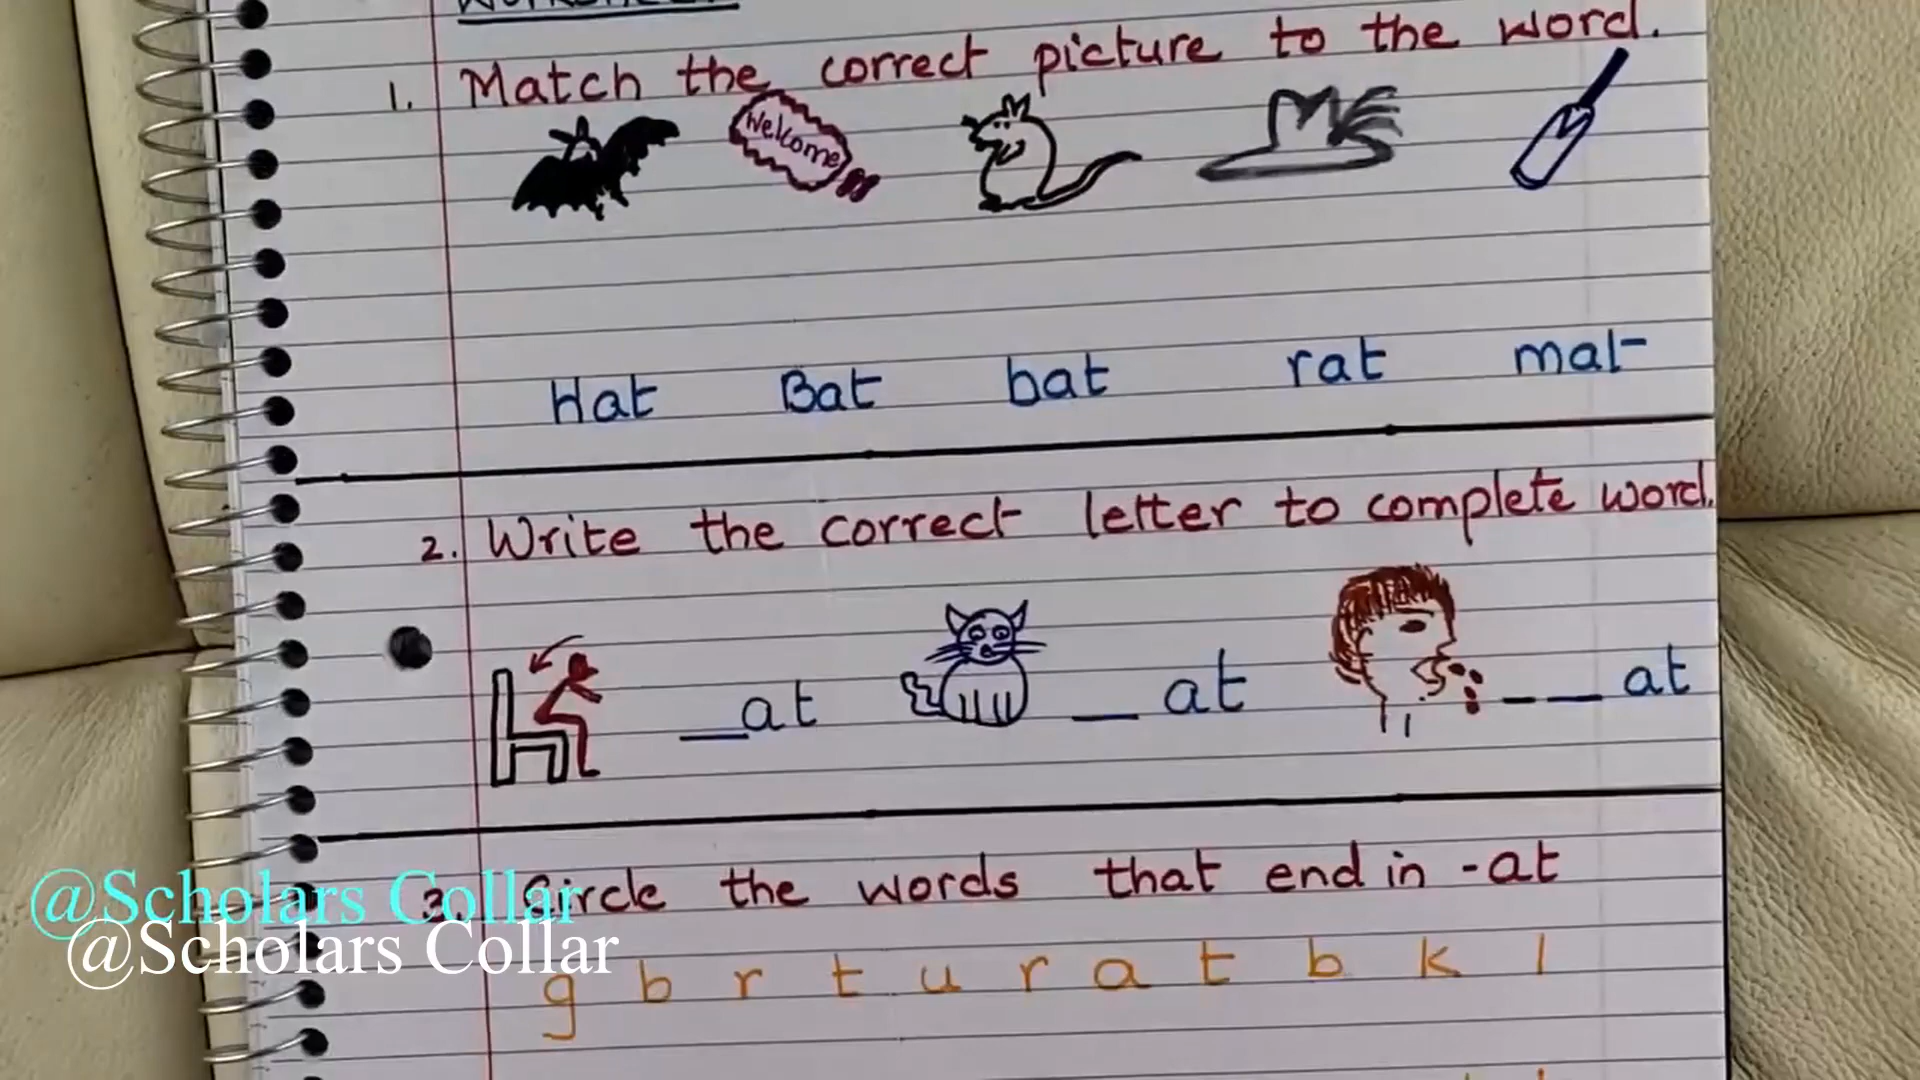 Worksheet
1. Match the correct picture to the word.
Welcome
Hat Bat bat rat mat
2. Write the correct letter to complete word.
_at _ at _ _ at
3. Circle the words that end in -at
@Scholars Collar
@Scholars Collar
g b r t u r a t b k l